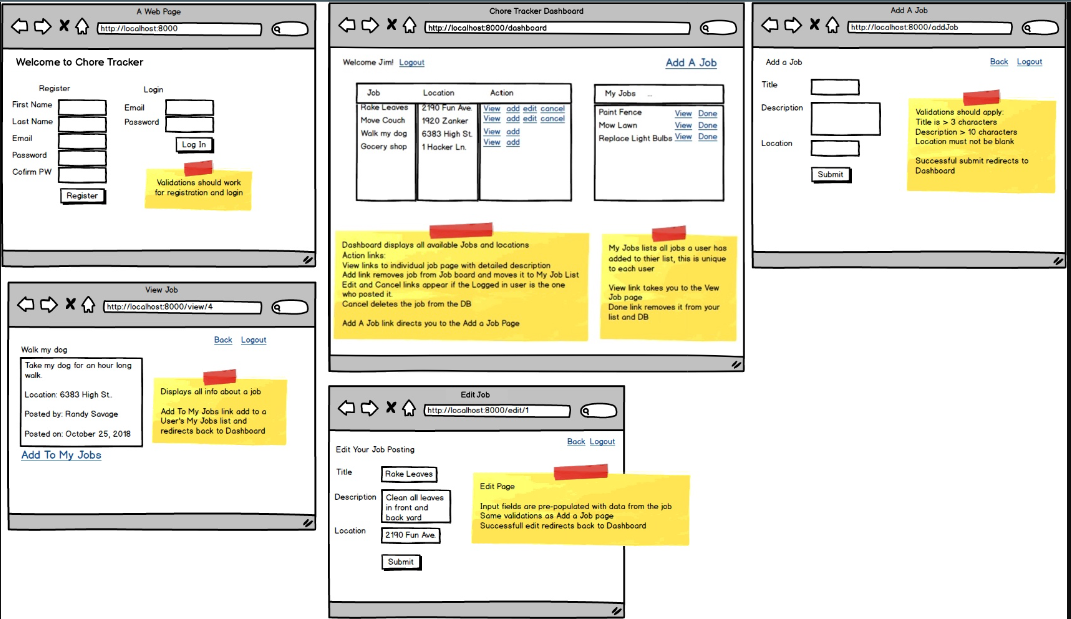 A Web Page
http://localhost:8000
Welcome to Chore Tracker
Register
Login
First Name
Last Name
Email
Password
Cofirm PW
Register
Email
Password
Log In
Validations should work
for registration and login
Chore Tracker Dashboard
http://localhost:8000/dashboard
Welcome Jim! Logout
Add A Job
Job Location Action
Rake Leaves 2190 Fun Ave. View add edit cancel
Move Couch 1920 Zanker View add edit cancel
Walk my dog 6383 High St. View add
Gocery shop 1 Hacker Ln. View add
My Jobs ...
Paint Fence View Done
Mow Lawn View Done
Replace Light Bulbs View Done
Dashboard displays all available Jobs and locations
Action links:
View links to individual job page with detailed description
Add link removes job from Job board and moves it to My Job List
Edit and Cancel links appear if the Logged in user is the one
who posted it.
Cancel deletes the job from the DB
Add A Job link directs you to the Add a Job Page
My Jobs lists all jobs a user has
added to thier list, this is unique
to each user
View link takes you to the Vew
Job page
Done link removes it from your
list and DB
Add A Job
http://localhost:8000/addJob
Add a Job
Back Logout
Title
Description
Location
Submit
Validations should apply:
Title is > 3 characters
Description > 10 characters
Location must not be blank
Successful submit redirects to
Dashboard
View Job
http://localhost:8000/view/4
Back Logout
Walk my dog
Take my dog for an hour long
walk.
Location: 6383 High St.
Posted by: Randy Savage
Posted on: October 25, 2018
Add To My Jobs
Displays all info about a job
Add To My Jobs link add to a
User's My Jobs list and
redirects back to Dashboard
Edit Job
http://localhost:8000/edit/1
Back Logout
Edit Your Job Posting
Title
Rake Leaves
Description
Clean all leaves
in front and
back yard
Location
2190 Fun Ave.
Submit
Edit Page
Input fields are pre-populated with data from the job
Same validations as Add a Job page
Successfull edit redirects back to Dashboard